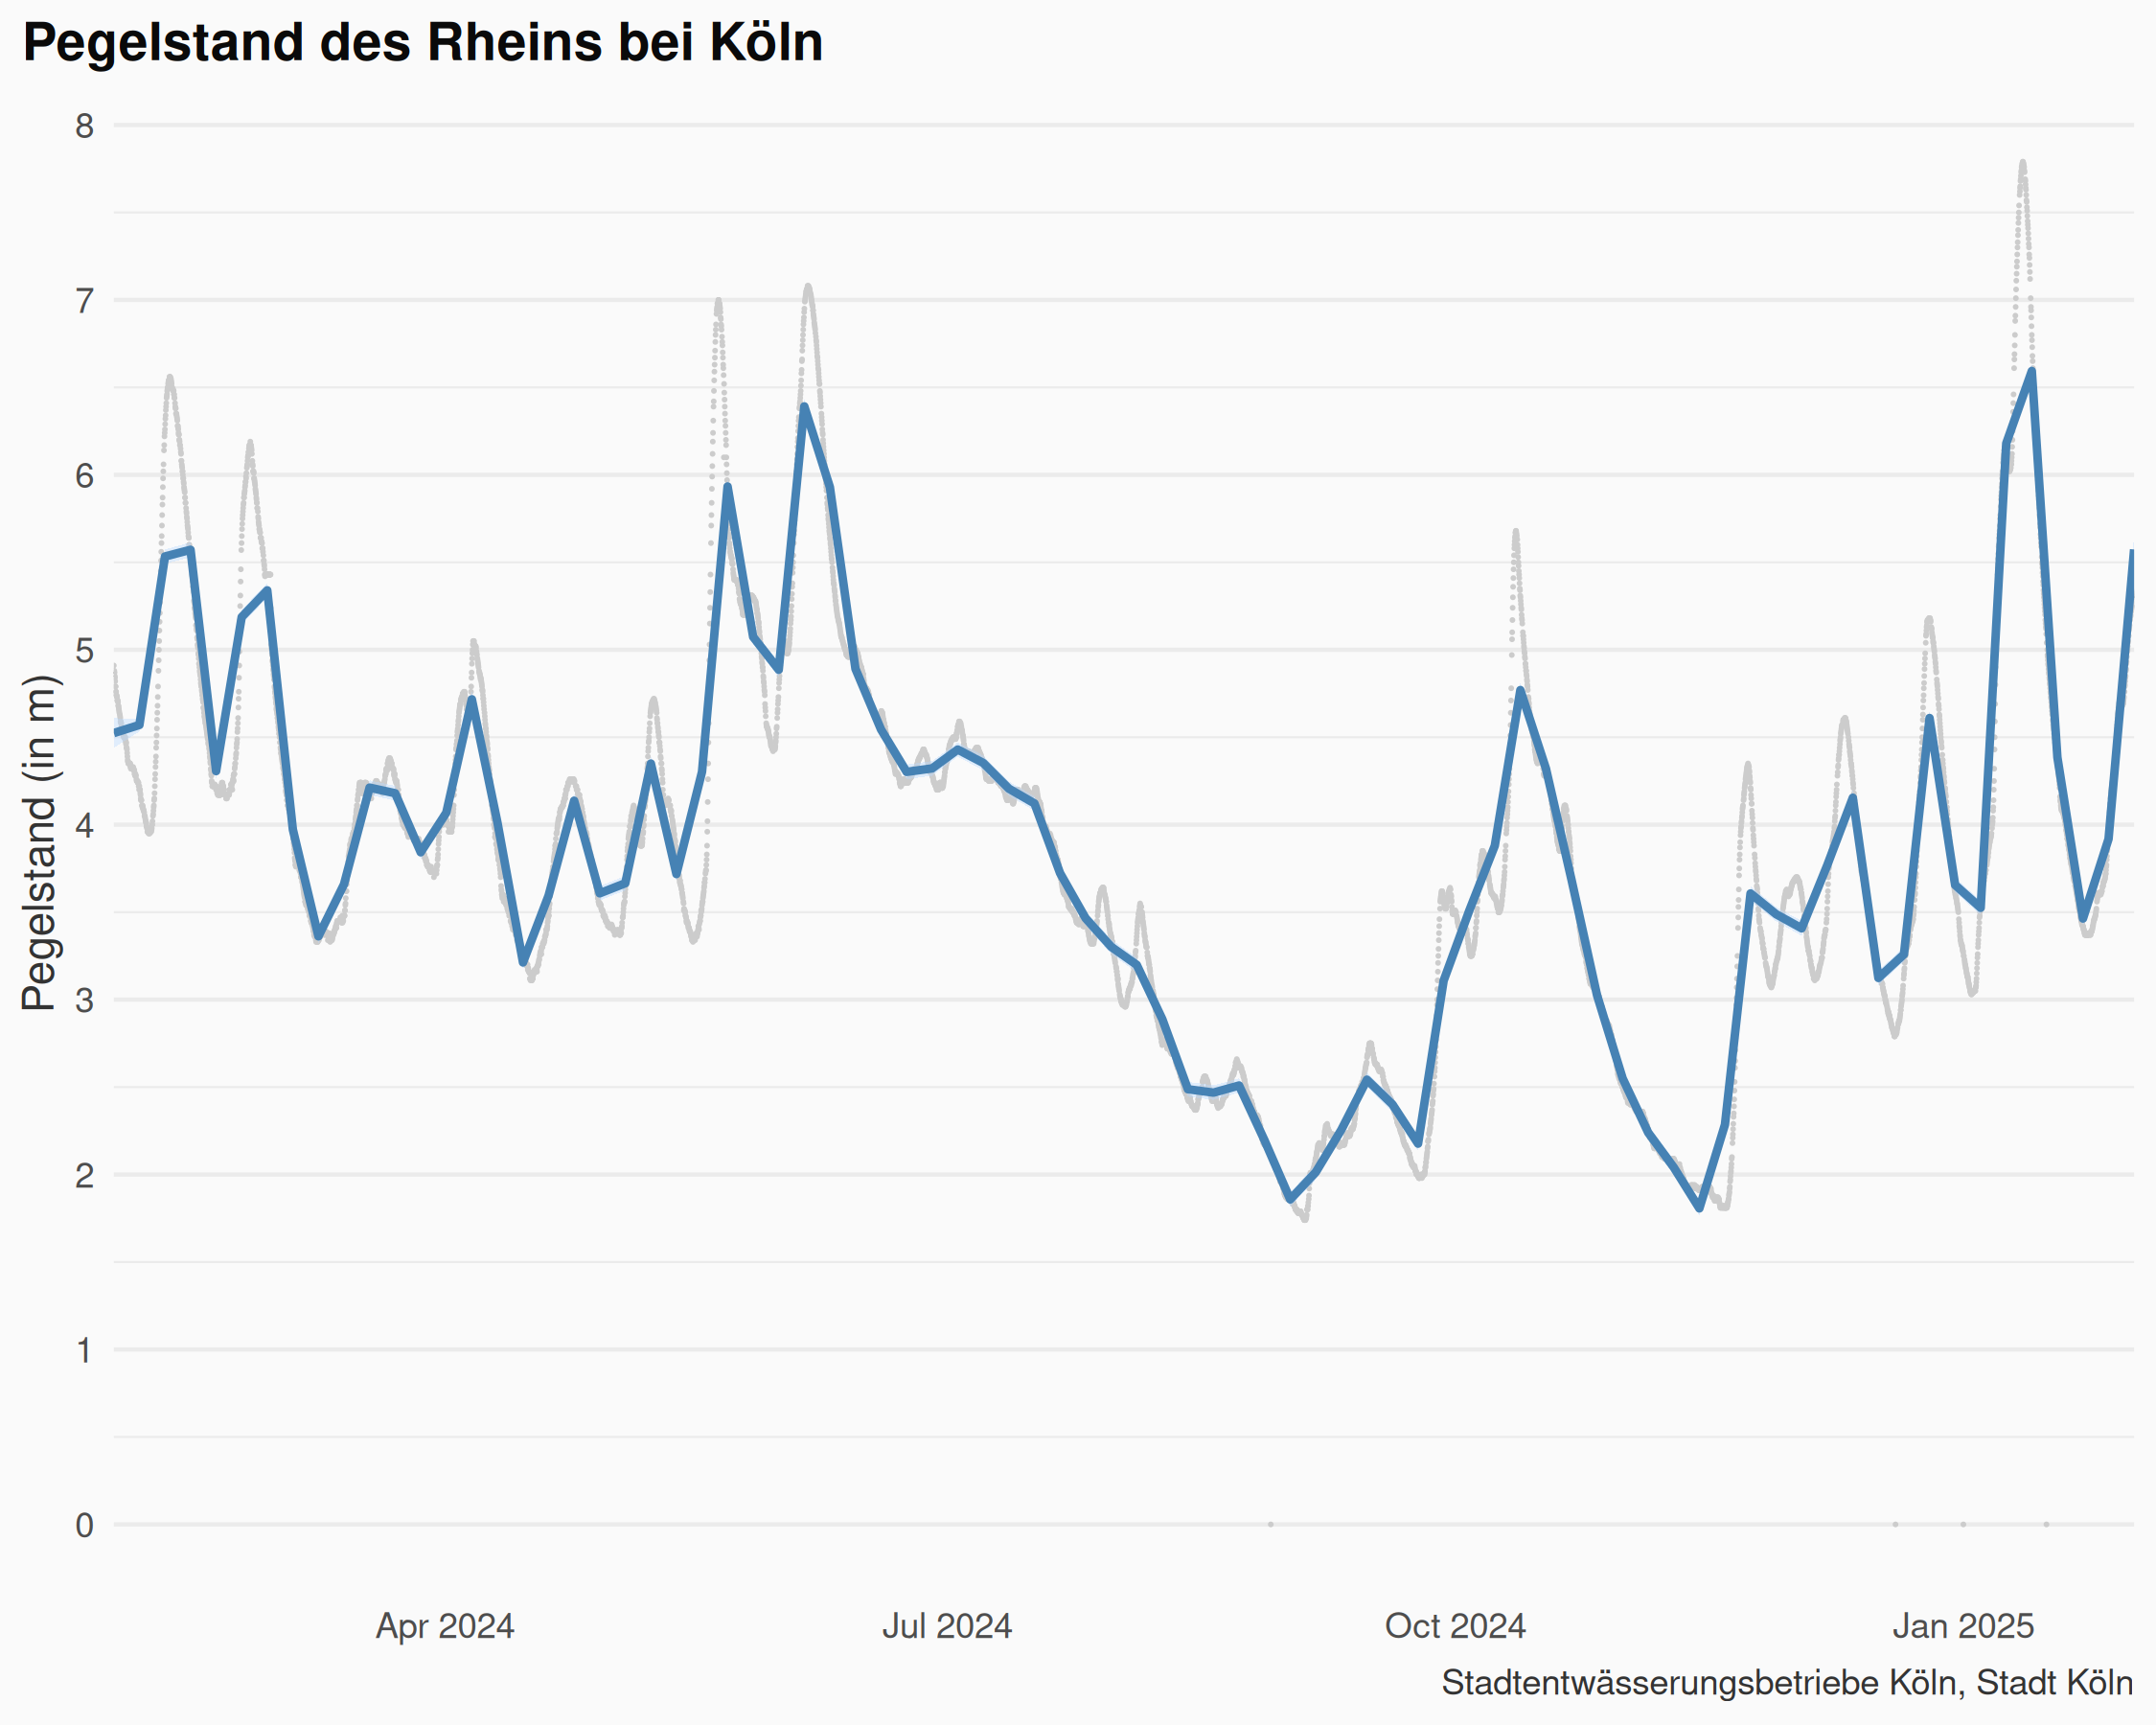 Pegelstand des Rheins bei Köln
Pegelstand (in m)
8
7
6
5
4
3
2
1
0
Apr 2024 Jul 2024 Oct 2024 Jan 2025
Stadtentwässerungsbetriebe Köln, Stadt Köln